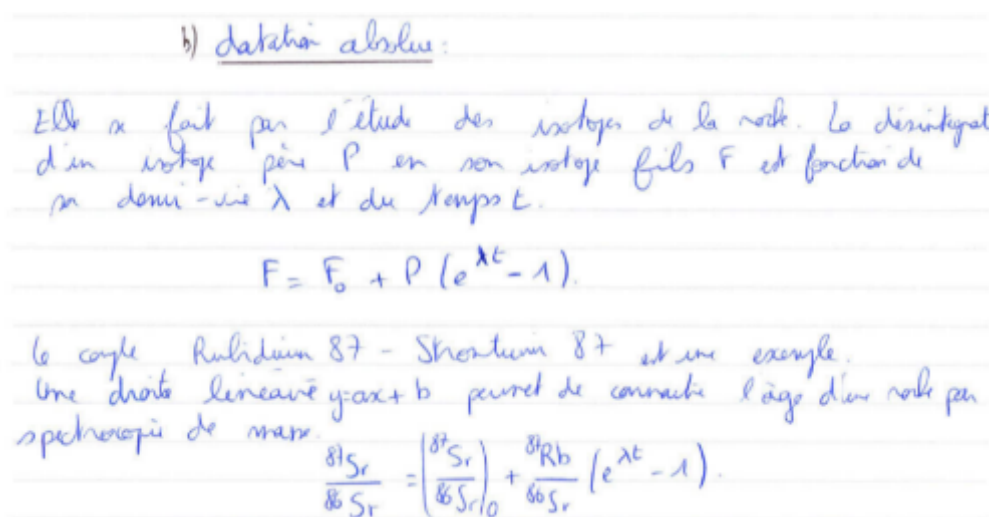 b) datation absolue :
Elle se fait par l'étude des isotopes de la roche. La désintégrat
d'un isotope père P en son isotope fils F est fonction de
sa demi-vie λ et du temps t.
F = F₀ + P (e^λt - 1).
Le couple Rubidium 87 - Strontium 87 est un exemple.
Une droite linéaire y=ax+b permet de connaitre l'âge d'une roche par
spectroscopie de masse.
⁸⁷Sr/⁸⁶Sr = (⁸⁷Sr/⁸⁶Sr)₀ + ⁸⁷Rb/⁸⁶Sr (e^λt - 1).